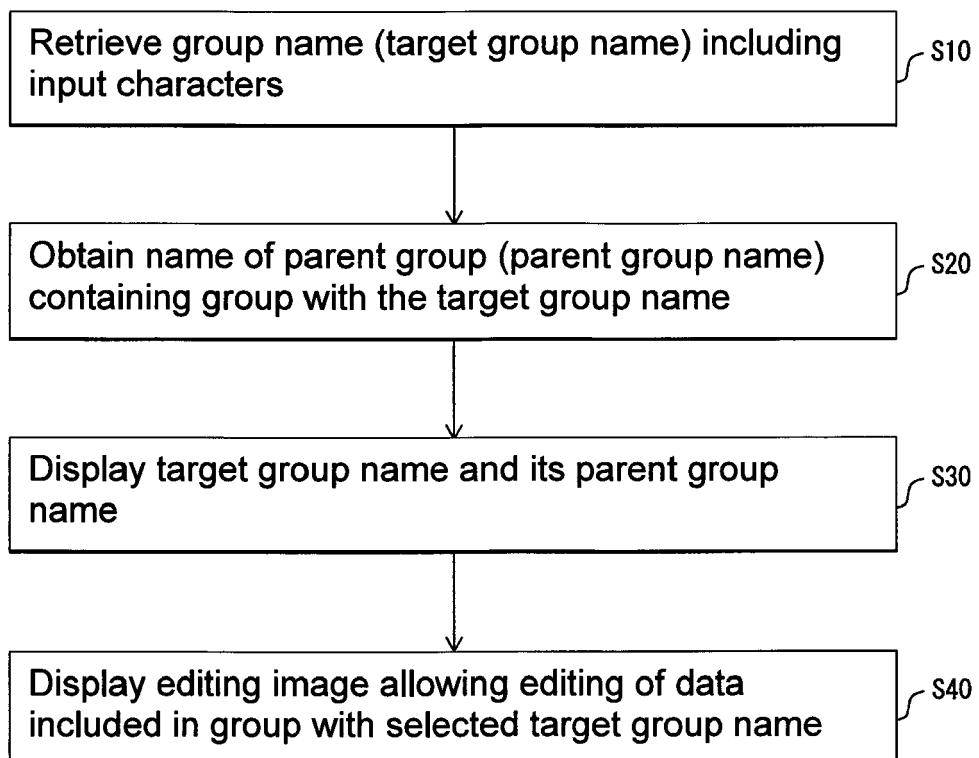 Retrieve group name (target group name) including
input characters
S10
Obtain name of parent group (parent group name)
containing group with the target group name
S20
Display target group name and its parent group
name
S30
Display editing image allowing editing of data
included in group with selected target group name
S40